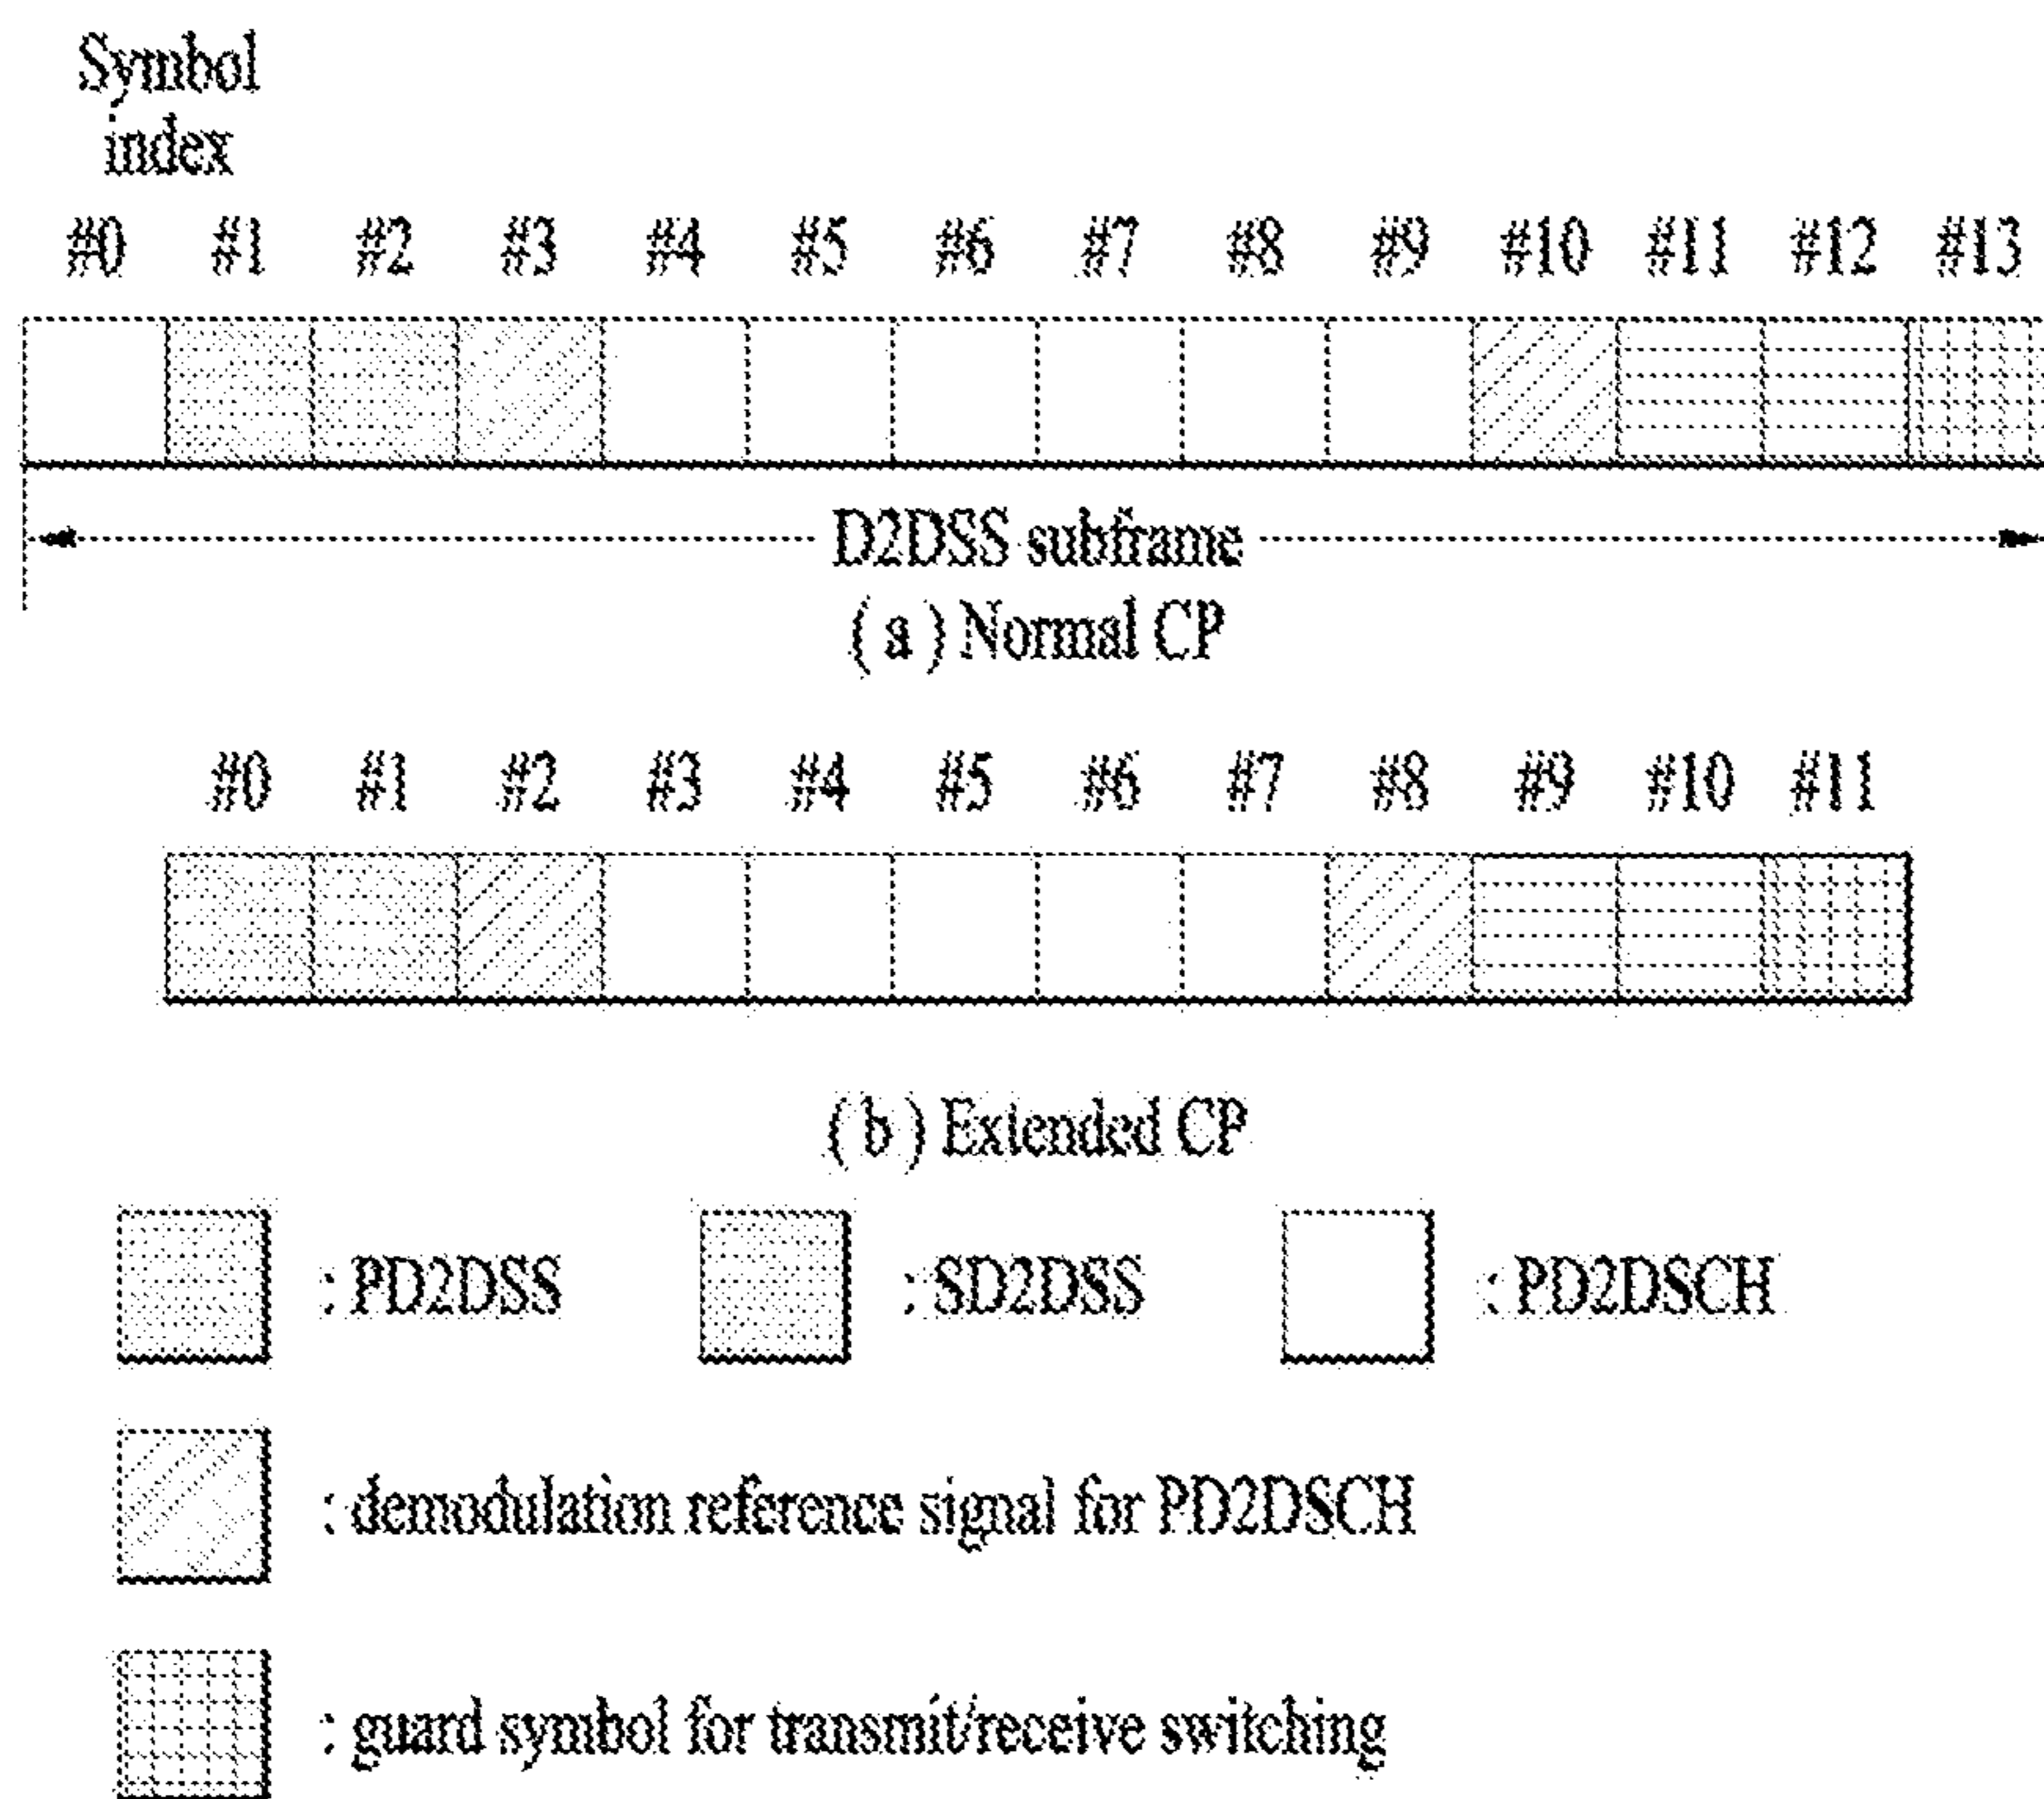 Symbol
index
#0 #1 #2 #3 #4 #5 #6 #7 #8 #9 #10 #11 #12 #13
D2DSS subframe
( a ) Normal CP
#0 #1 #2 #3 #4 #5 #6 #7 #8 #9 #10 #11
( b ) Extended CP
: PD2DSS : SD2DSS : PD2DSCH
: demodulation reference signal for PD2DSCH
: guard symbol for transmit/receive switching